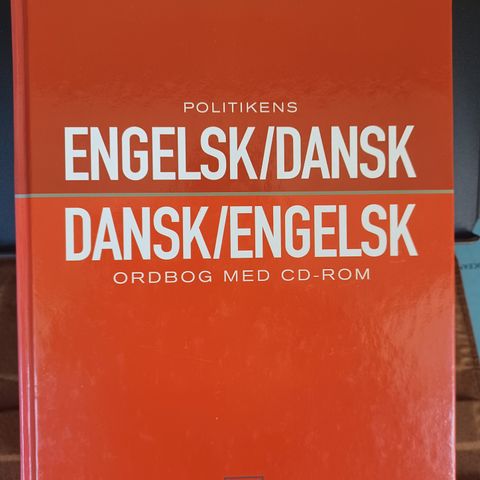 POLITIKENS
ENGELSK/DANSK
DANSK/ENGELSK
ORDBOG MED CD-ROM